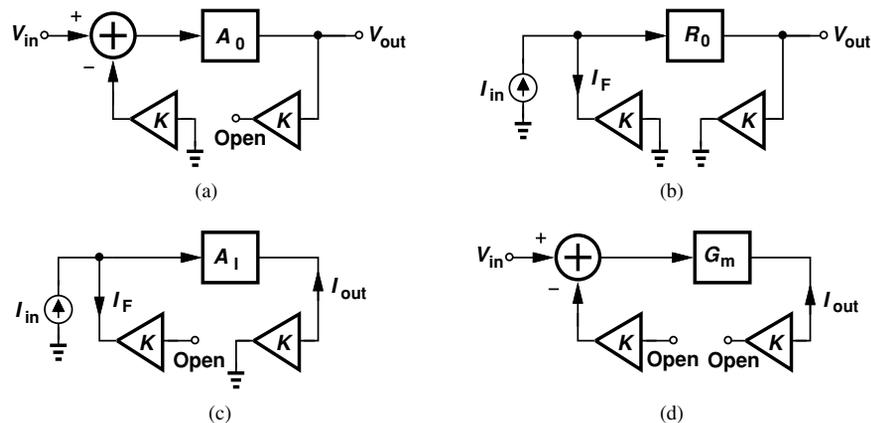 V_in + − A_0 V_out
K K
Open
(a)
I_in I_F R_0 V_out
K K
(b)
I_in I_F A_I I_out
K K
Open
(c)
V_in + − G_m I_out
K K
Open Open
(d)